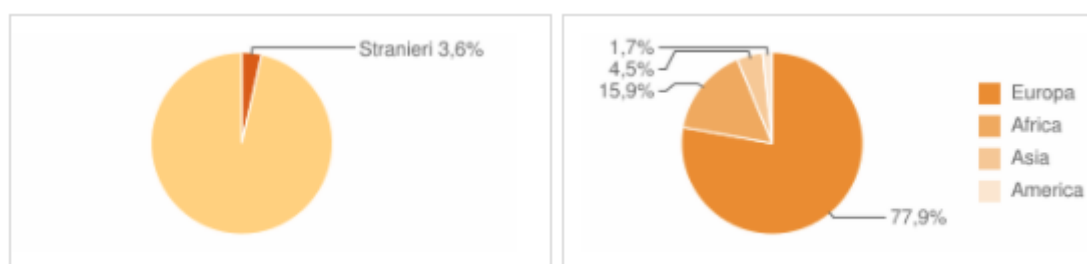 Stranieri 3,6%
1,7%
4,5%
15,9%
77,9%
Europa
Africa
Asia
America